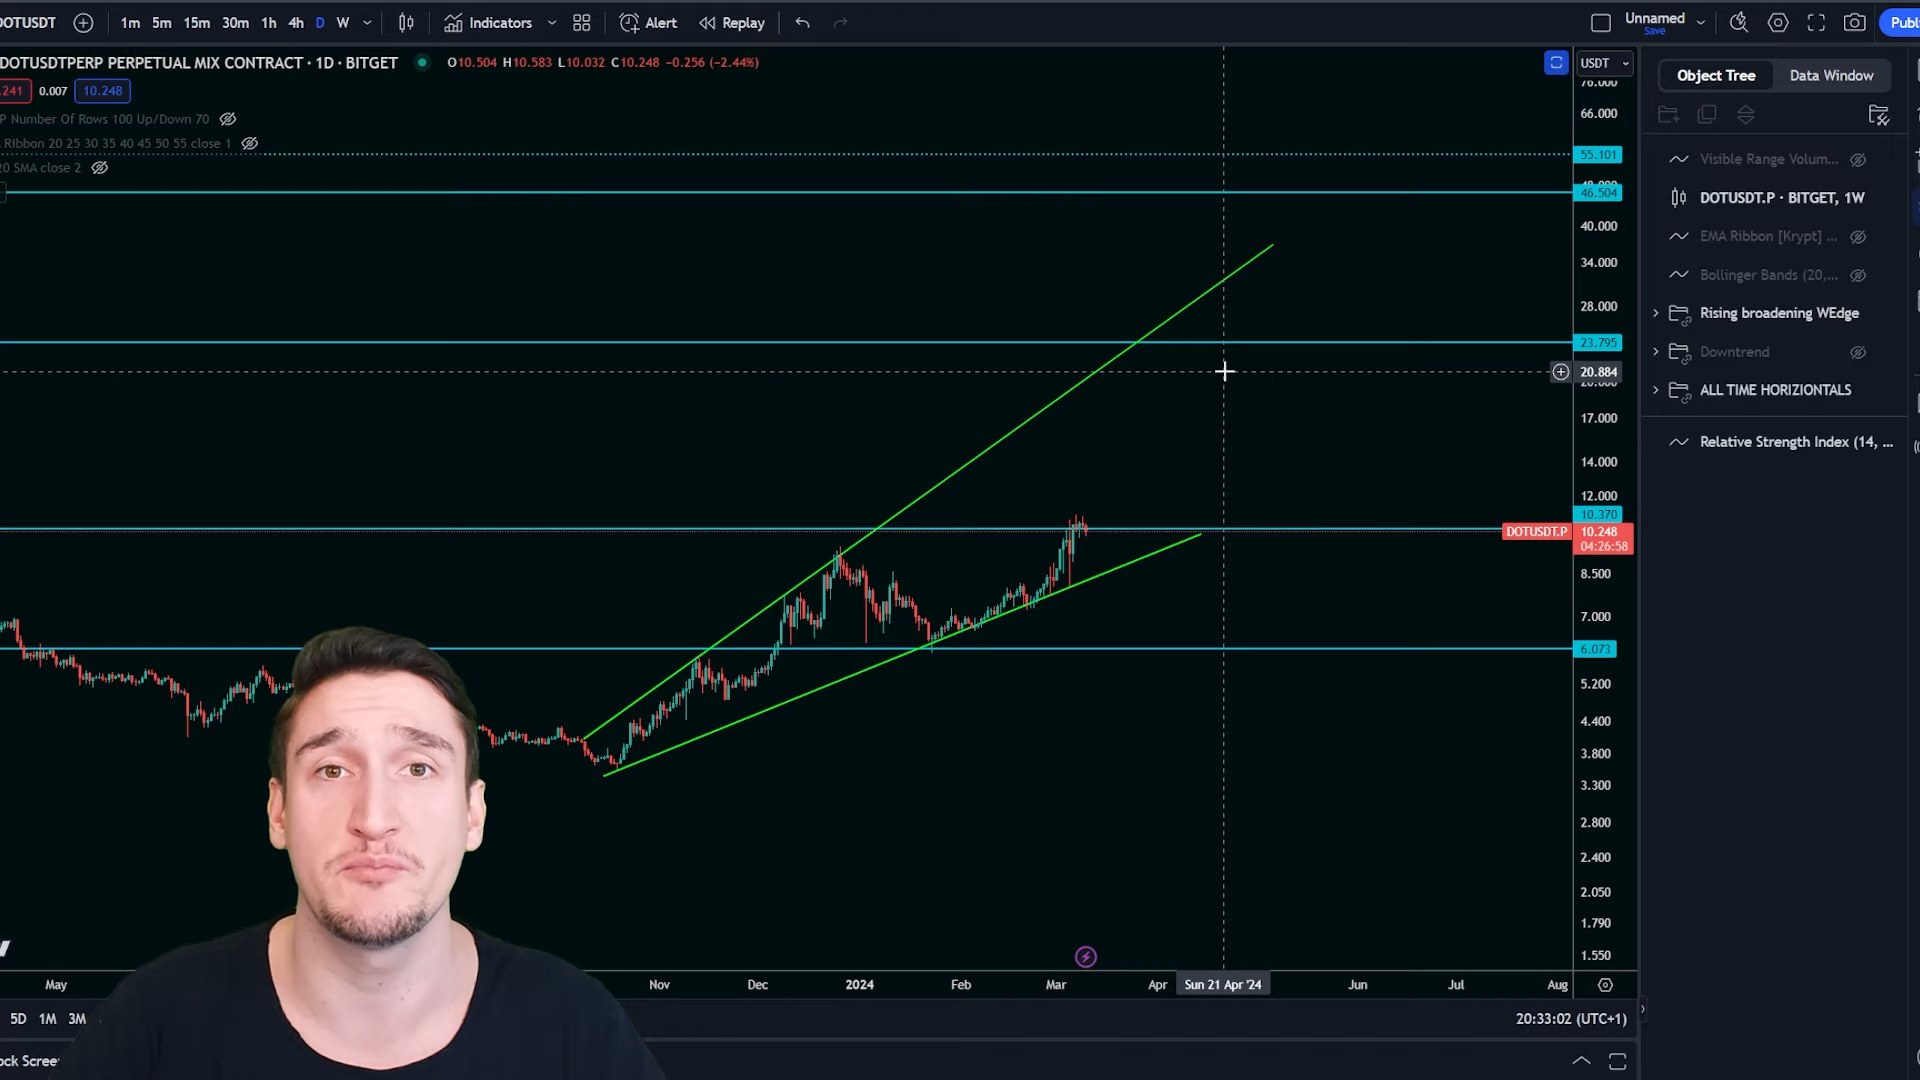 DOTUSDT 1m 5m 15m 30m 1h 4h D W Indicators Alert Replay Unnamed Publ
Save
DOTUSDTPERP PERPETUAL MIX CONTRACT · 1D · BITGET O10.504 H10.583 L10.032 C10.248 −0.256 (−2.44%)
.241 0.007 10.248
P Number Of Rows 100 Up/Down 70
Ribbon 20 25 30 35 40 45 50 55 close 1
20 SMA close 2
USDT
76.000
66.000
55.101
46.504
40.000
34.000
28.000
23.795
20.884
20.000
17.000
14.000
12.000
10.370
DOTUSDT.P 10.248
04:26:58
8.500
7.000
6.073
5.200
4.400
3.800
3.300
2.800
2.400
2.050
1.790
1.550
May Nov Dec 2024 Feb Mar Apr Sun 21 Apr '24 Jun Jul Aug
5D 1M 3M 20:33:02 (UTC+1)
ock Scree
Object Tree Data Window
Visible Range Volum...
DOTUSDT.P · BITGET, 1W
EMA Ribbon [Krypt] ...
Bollinger Bands (20,...
Rising broadening WEdge
Downtrend
ALL TIME HORIZIONTALS
Relative Strength Index (14, ...